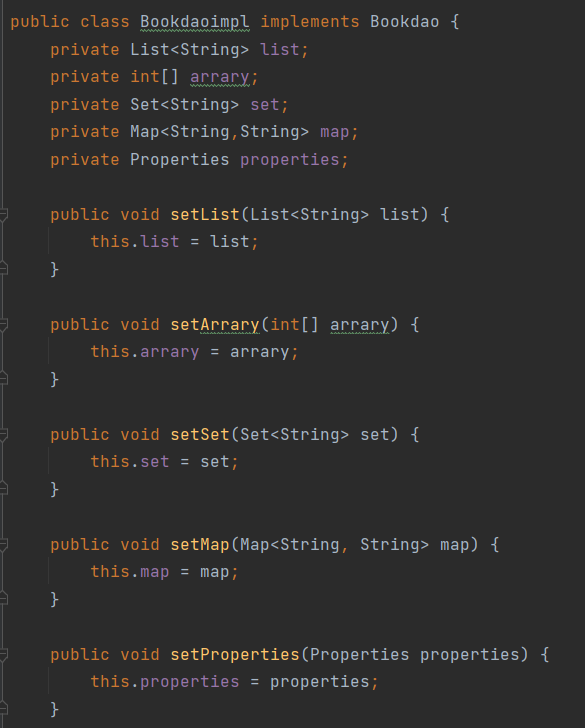 public class Bookdaoimpl implements Bookdao {
    private List<String> list;
    private int[] arrary;
    private Set<String> set;
    private Map<String,String> map;
    private Properties properties;

    public void setList(List<String> list) {
        this.list = list;
    }

    public void setArrary(int[] arrary) {
        this.arrary = arrary;
    }

    public void setSet(Set<String> set) {
        this.set = set;
    }

    public void setMap(Map<String, String> map) {
        this.map = map;
    }

    public void setProperties(Properties properties) {
        this.properties = properties;
    }